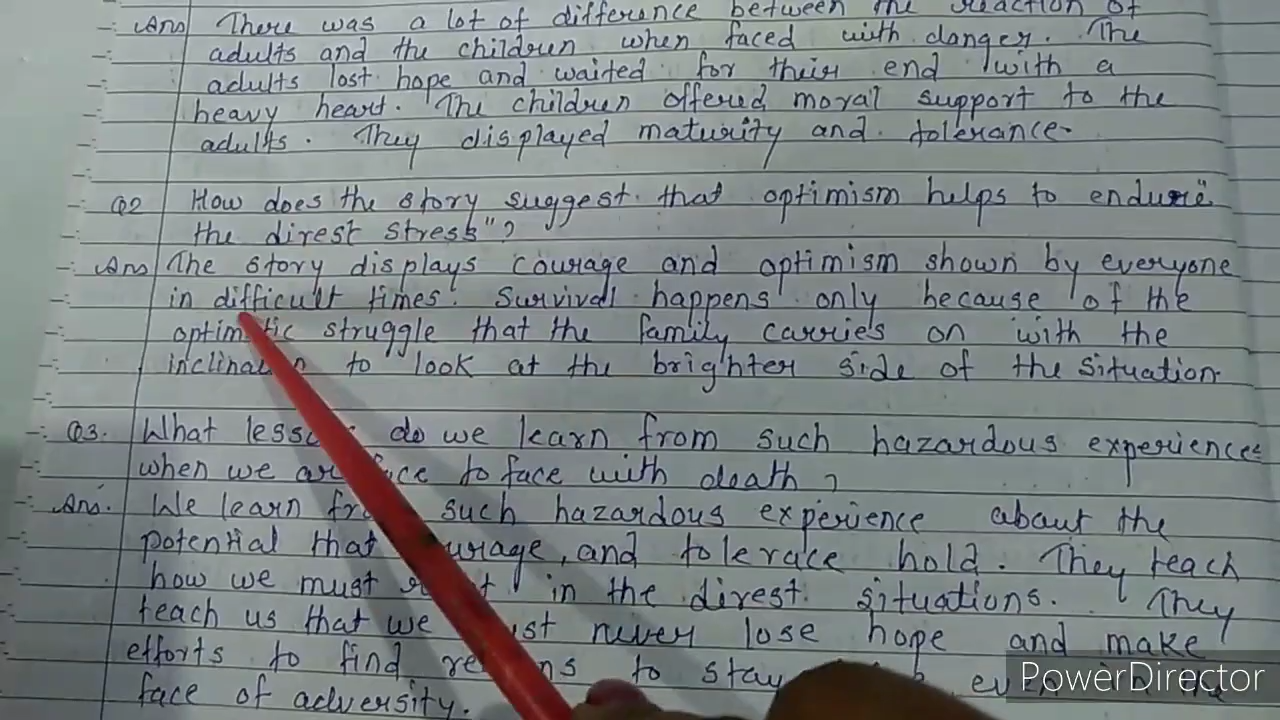 Ans There was a lot of difference between the reaction of
adults and the children when faced with danger. The
adults lost hope and waited for their end with a
heavy heart. The children offered moral support to the
adults. They displayed maturity and tolerance.
Q2 How does the story suggest that optimism helps to endure"
the direst stress"?
Ans The story displays courage and optimism shown by everyone
in difficult times. Survival happens only because of the
struggle that the family carries on with the
to look at the brighter side of the situation
Q3. What do we learn from such hazardous experiences
when we to face with death ?
Ans. We learn such hazardous experience about the
potential that and tolerace hold. They teach
how we must in the direst situations. They
teach us that we never lose hope and make
efforts to find to stay
face of adversity.
PowerDirector